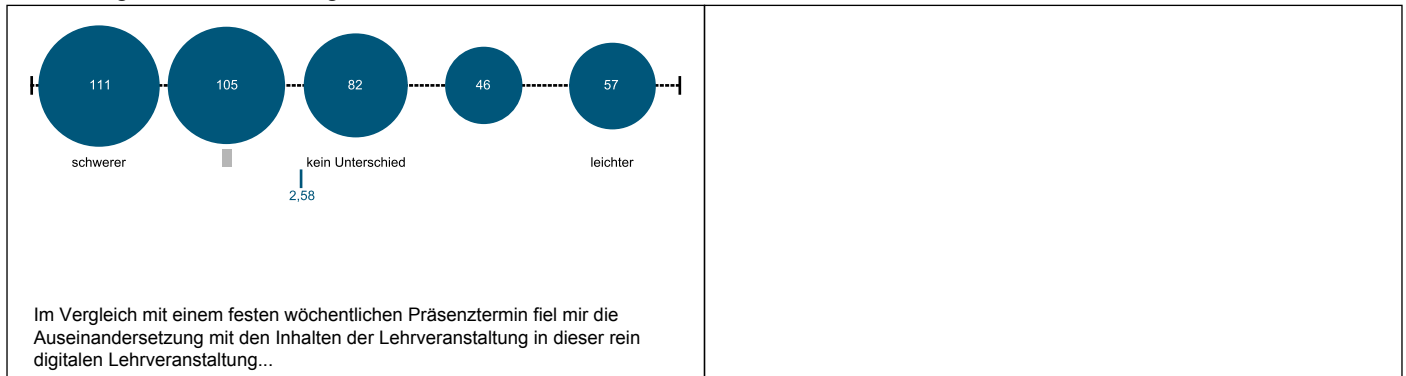 111 105 82 46 57
schwerer kein Unterschied leichter
2,58
Im Vergleich mit einem festen wöchentlichen Präsenztermin fiel mir die
Auseinandersetzung mit den Inhalten der Lehrveranstaltung in dieser rein
digitalen Lehrveranstaltung...